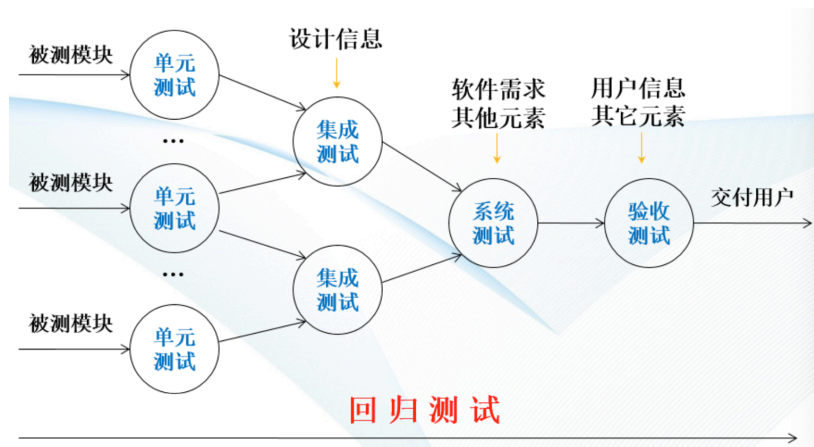 设计信息
被测模块
单元
测试
…
集成
测试
软件需求
其他元素
用户信息
其它元素
被测模块
单元
测试
系统
测试
验收
测试
交付用户
…
集成
测试
被测模块
单元
测试
回归测试